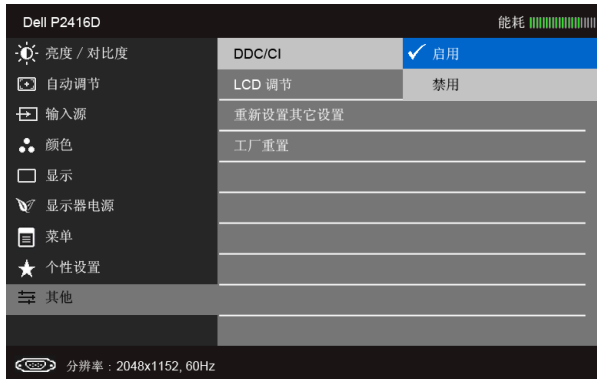 Dell P2416D
能耗
亮度 / 对比度
DDC/CI
启用
自动调节
LCD 调节
禁用
输入源
重新设置其它设置
颜色
工厂重置
显示
显示器电源
菜单
个性设置
其他
分辨率 : 2048x1152, 60Hz